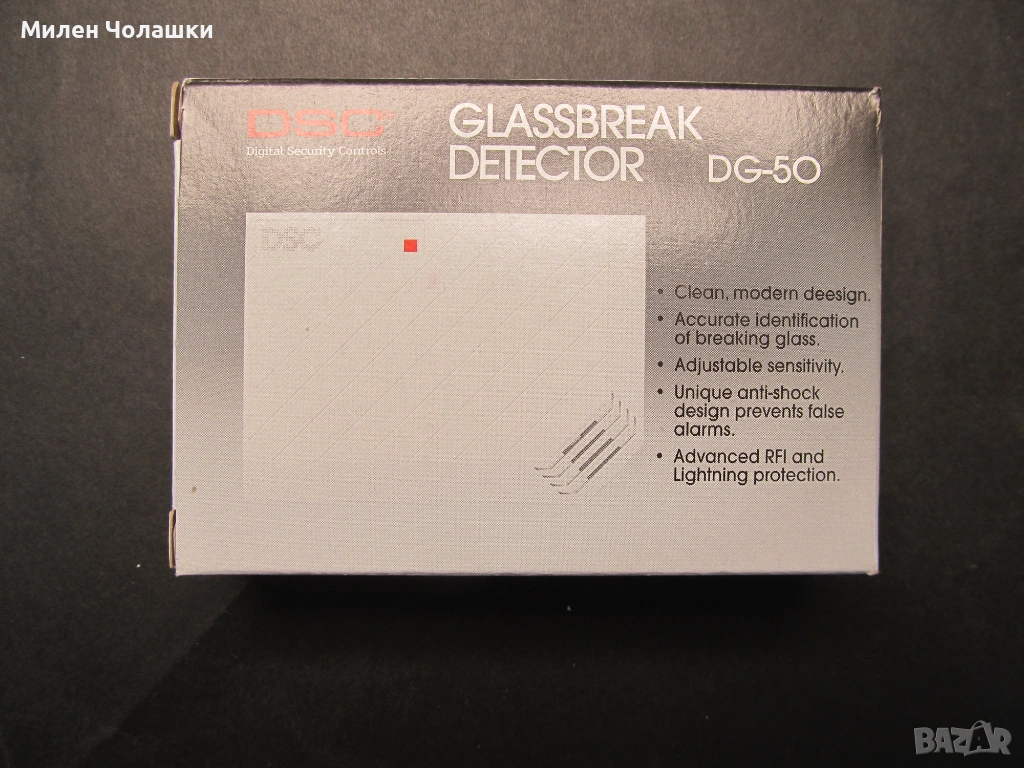 Милен Чолашки
DSC
Digital Security Controls
GLASSBREAK
DETECTOR
DG-50
DSC
• Clean, modern deesign.
• Accurate identification
of breaking glass.
• Adjustable sensitivity.
• Unique anti-shock
design prevents false
alarms.
• Advanced RFI and
Lightning protection.
BAZAR